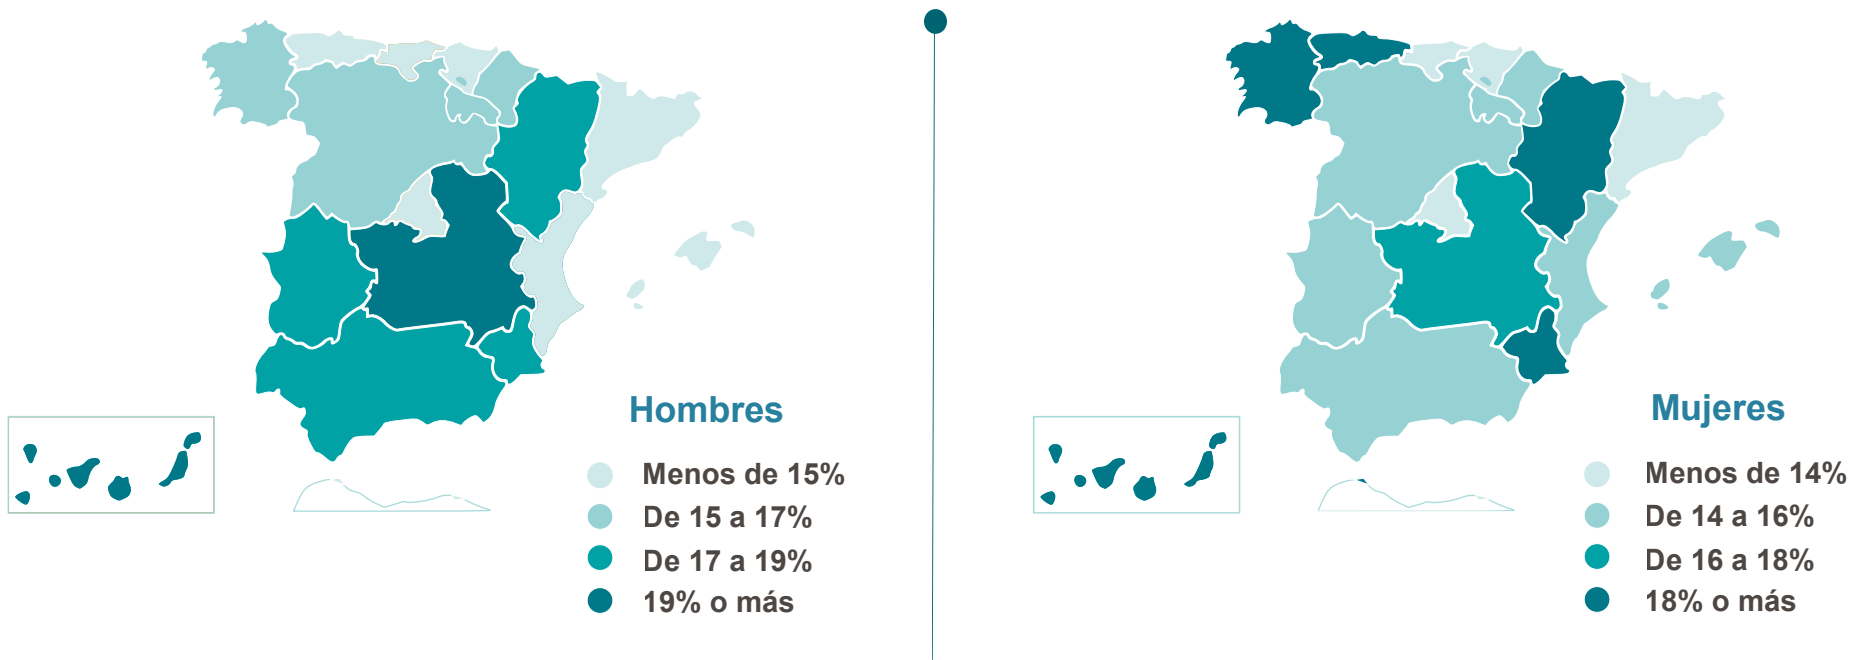 Hombres
Menos de 15%
De 15 a 17%
De 17 a 19%
19% o más
Mujeres
Menos de 14%
De 14 a 16%
De 16 a 18%
18% o más